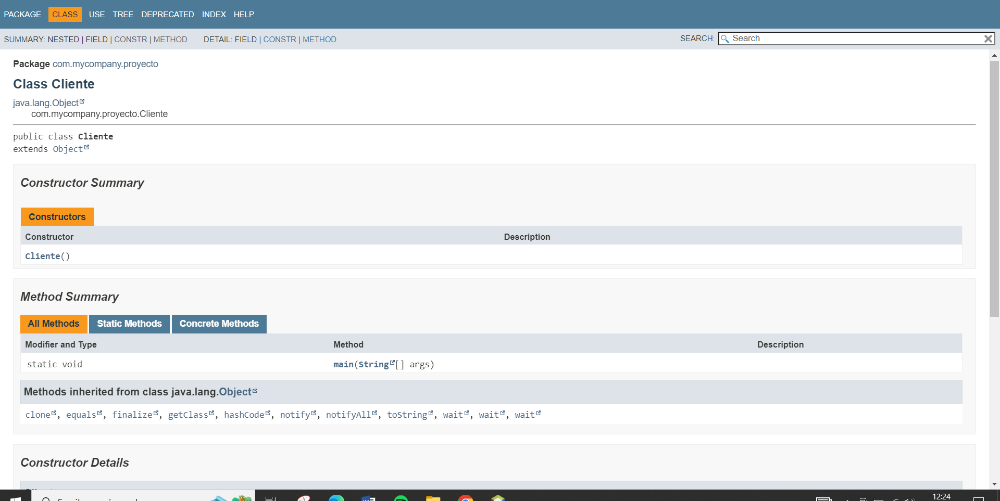 PACKAGE CLASS USE TREE DEPRECATED INDEX HELP
SUMMARY: NESTED | FIELD | CONSTR | METHOD DETAIL: FIELD | CONSTR | METHOD SEARCH: Search
Package com.mycompany.proyecto
Class Cliente
java.lang.Object
com.mycompany.proyecto.Cliente
public class Cliente
extends Object
Constructor Summary
Constructors
Constructor Description
Cliente()
Method Summary
All Methods Static Methods Concrete Methods
Modifier and Type Method Description
static void main(String[] args)
Methods inherited from class java.lang.Object
clone, equals, finalize, getClass, hashCode, notify, notifyAll, toString, wait, wait, wait
Constructor Details
12:24